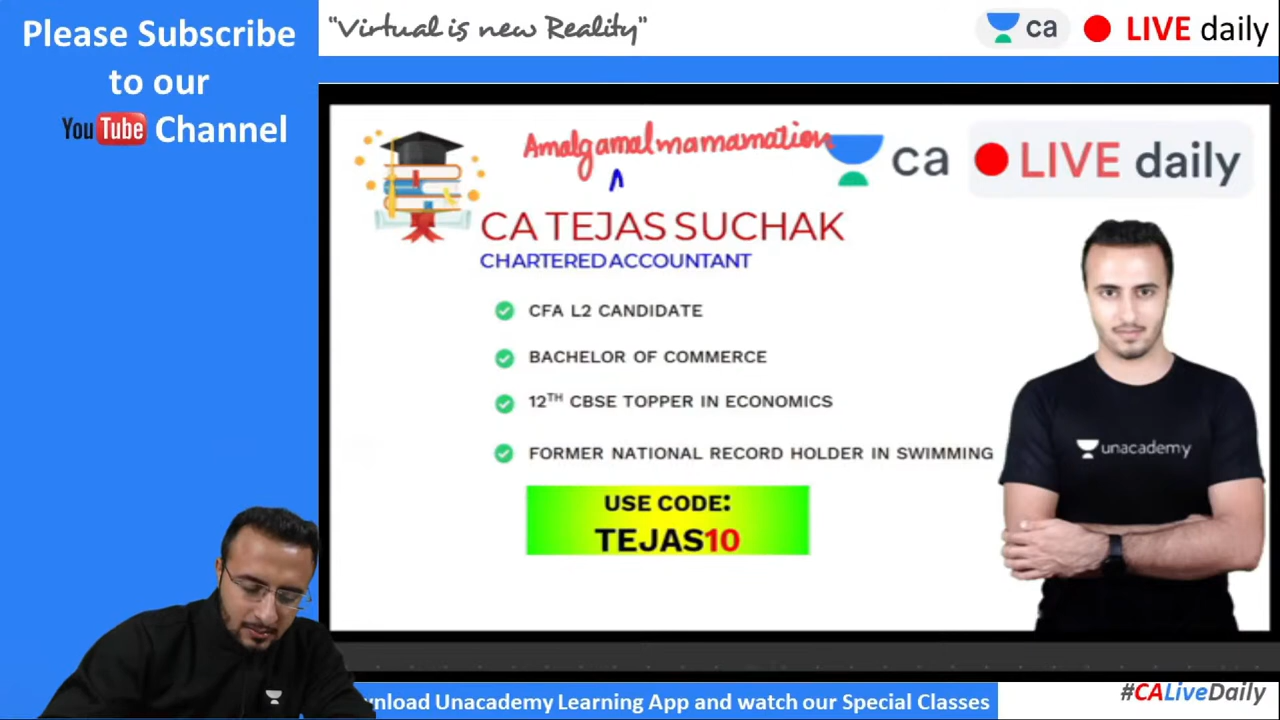 Please Subscribe
to our
YouTube Channel
"Virtual is new Reality"
ca LIVE daily
Amalgamalmamamation
ca LIVE daily
CA TEJAS SUCHAK
CHARTERED ACCOUNTANT
CFA L2 CANDIDATE
BACHELOR OF COMMERCE
12TH CBSE TOPPER IN ECONOMICS
FORMER NATIONAL RECORD HOLDER IN SWIMMING
USE CODE:
TEJAS10
unacademy
wnload Unacademy Learning App and watch our Special Classes
#CALiveDaily